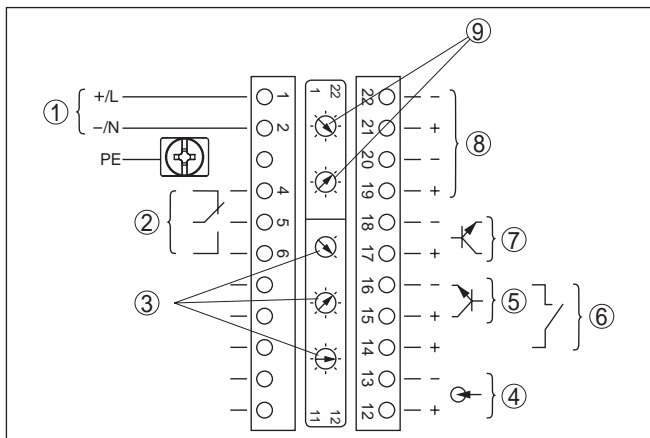 ⑨
① +/L 1 1 22 22 −
−/N 2 21 + ⑧
PE 20 −
4 19 +
② 5 18 − ⑦
6 17 +
③ 16 − ⑤ ⑥
15 +
14 +
13 − ④
11 12 12 +